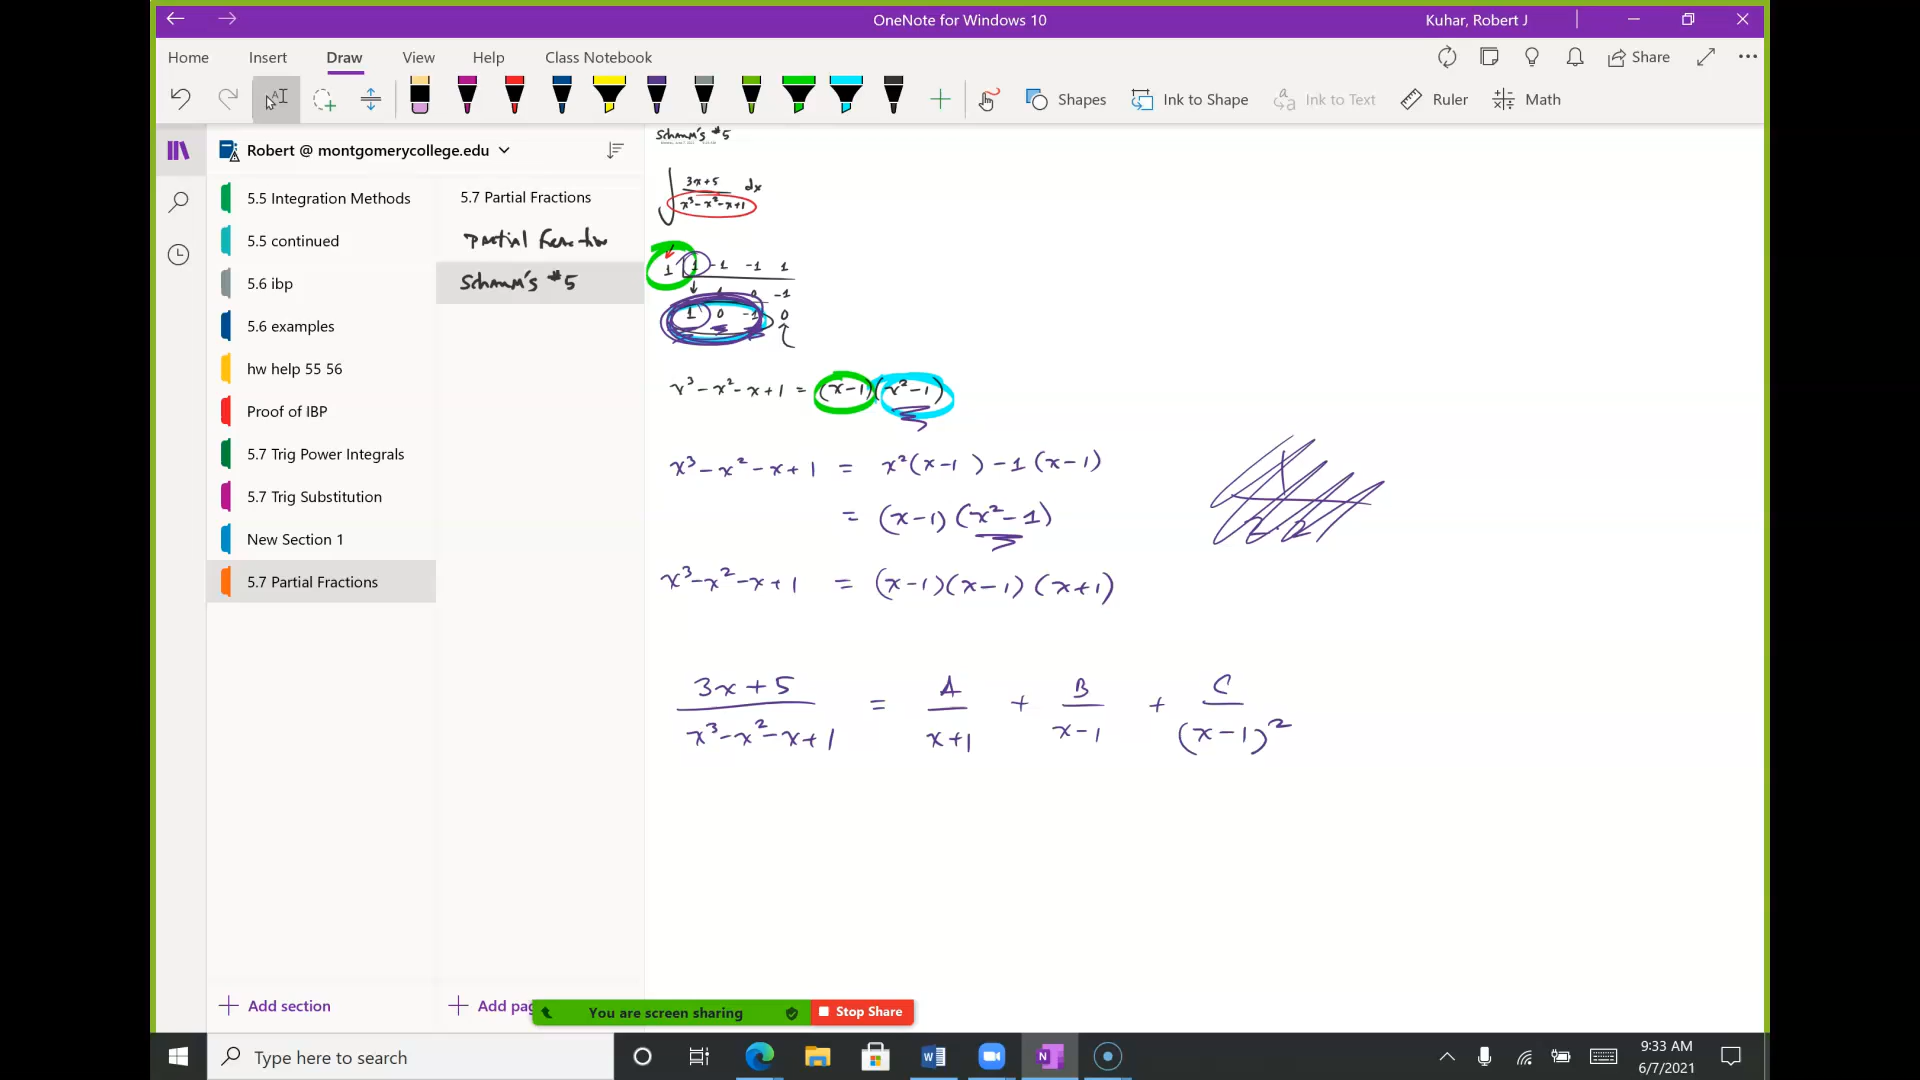 OneNote for Windows 10
Kuhar, Robert J
Home Insert Draw View Help Class Notebook
Share
Shapes Ink to Shape Ink to Text Ruler Math
Robert @ montgomerycollege.edu
5.5 Integration Methods
5.5 continued
5.6 ibp
5.6 examples
hw help 55 56
Proof of IBP
5.7 Trig Power Integrals
5.7 Trig Substitution
New Section 1
5.7 Partial Fractions
Add section
5.7 Partial Fractions
Partial Fraction
Schaum's #5
Schaum's #5
∫ (3x+5)/(x³-x²-x+1) dx
1 1 -1 -1 1
1 0 -1
1 0 -1 0
x³-x²-x+1 = (x-1)(x²-1)
x³-x²-x+1 = x²(x-1)-1(x-1)
= (x-1)(x²-1)
x³-x²-x+1 = (x-1)(x-1)(x+1)
(3x+5)/(x³-x²-x+1) = A/(x+1) + B/(x-1) + C/(x-1)²
You are screen sharing Stop Share
Type here to search
9:33 AM
6/7/2021